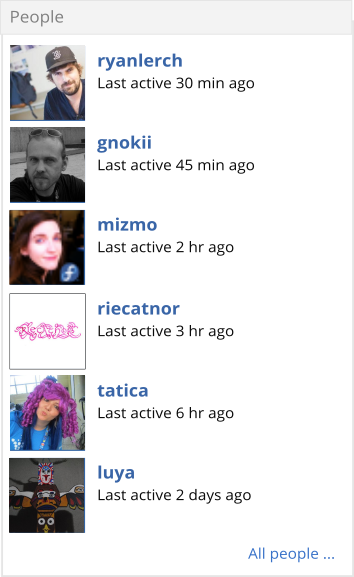 People
ryanlerch
Last active 30 min ago
gnokii
Last active 45 min ago
mizmo
Last active 2 hr ago
riecatnor
Last active 3 hr ago
tatica
Last active 6 hr ago
luya
Last active 2 days ago
All people ...